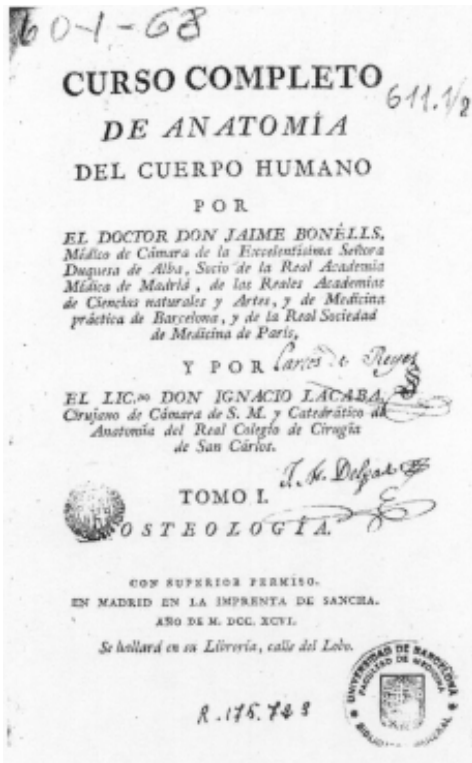 60-1-68
CURSO COMPLETO
611.1/2
DE ANATOMÍA
DEL CUERPO HUMANO
POR
EL DOCTOR DON JAIME BONÉLLS,
Médico de Cámara de la Excelentísima Señora
Duquesa de Alba, Socio de la Real Academia
Médica de Madrid, de las Reales Academias
de Ciencias naturales y Artes, y de Medicina
práctica de Barcelona, y de la Real Sociedad
de Medicina de París,
Y POR
Carlos de Reyes
EL LIC.do DON IGNACIO LACABA,
Cirujano de Cámara de S. M. y Catedrático de
Anatomía del Real Colegio de Cirugía
de San Cárlos.
TOMO I.
OSTEOLOGÍA.
CON SUPERIOR PERMISO.
EN MADRID EN LA IMPRENTA DE SANCHA.
AÑO DE M. DCC. XCVI.
Se hallará en su Librería, calle del Lobo.
R. 175.743
UNIVERSIDAD DE BARCELONA
FACULTAD DE MEDICINA